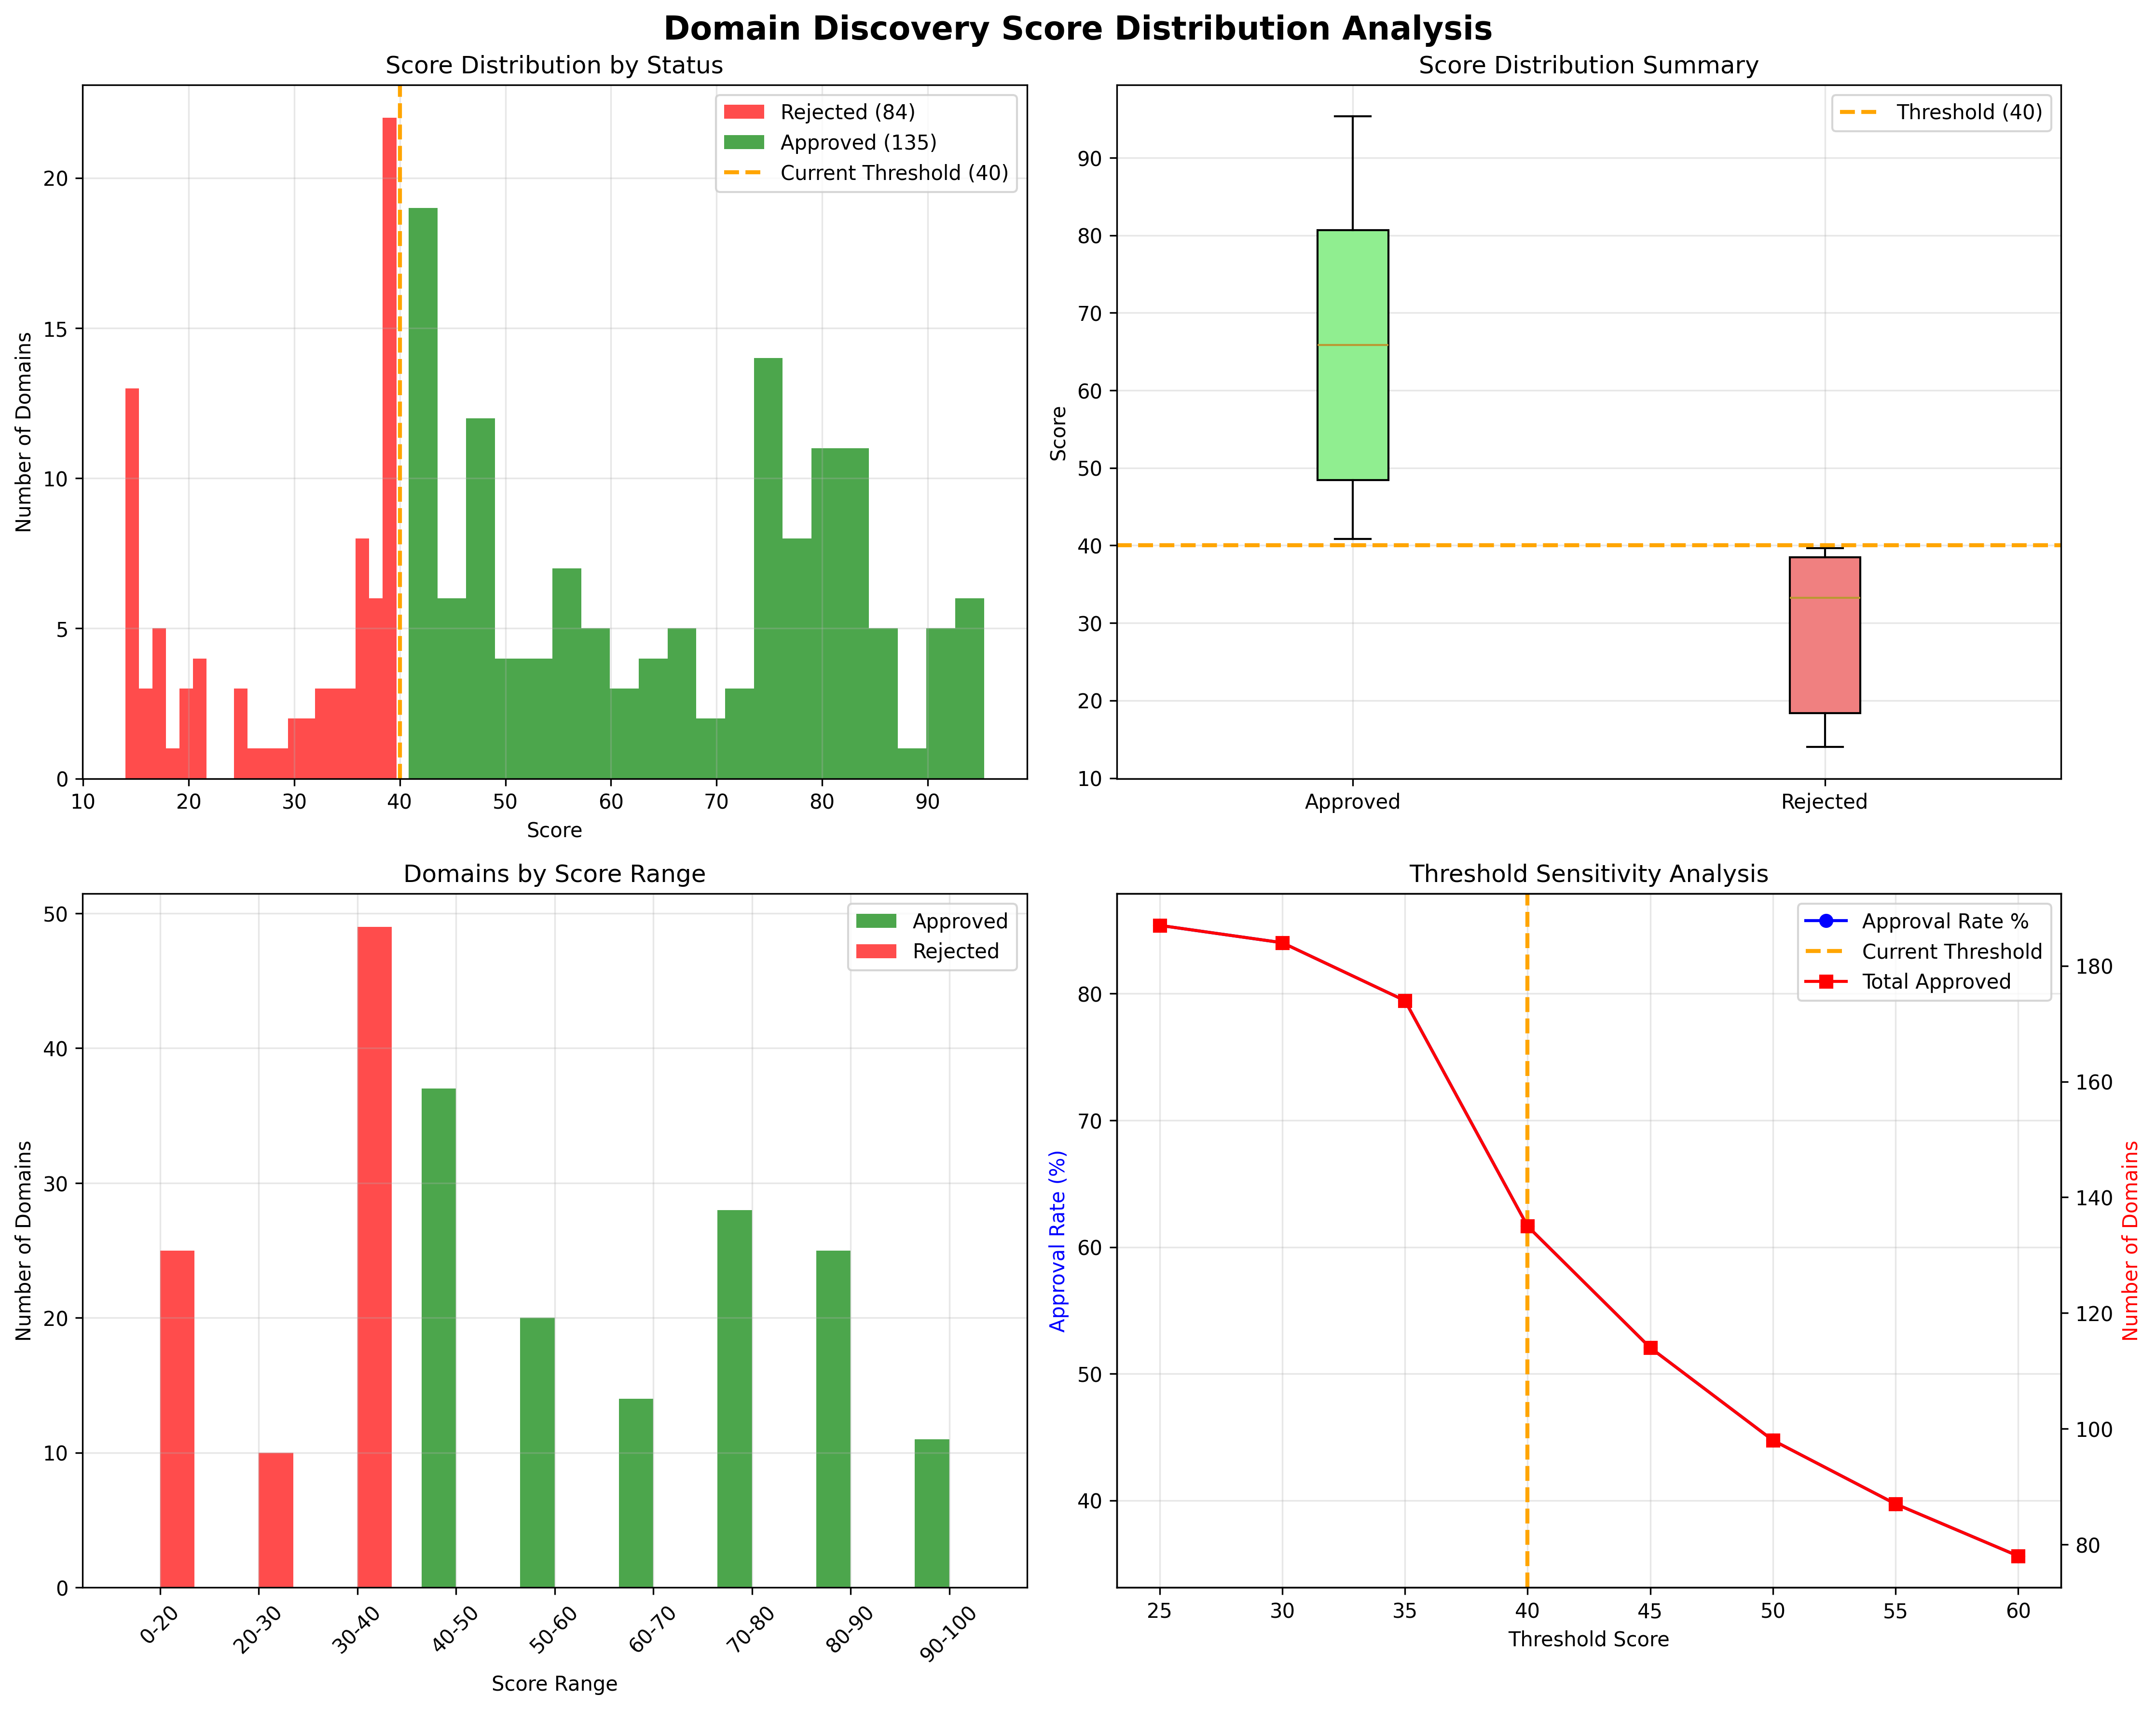 Domain Discovery Score Distribution Analysis
Score Distribution by Status
Number of Domains
20
15
10
5
0
10 20 30 40 50 60 70 80 90
Score
Rejected (84)
Approved (135)
Current Threshold (40)
Score Distribution Summary
Score
90
80
70
60
50
40
30
20
10
Approved Rejected
Threshold (40)
Domains by Score Range
Number of Domains
50
40
30
20
10
0
0-20 20-30 30-40 40-50 50-60 60-70 70-80 80-90 90-100
Score Range
Approved
Rejected
Threshold Sensitivity Analysis
Approval Rate (%)
80
70
60
50
40
25 30 35 40 45 50 55 60
Threshold Score
Approval Rate %
Current Threshold
Total Approved
180
160
140
120
100
80
Number of Domains